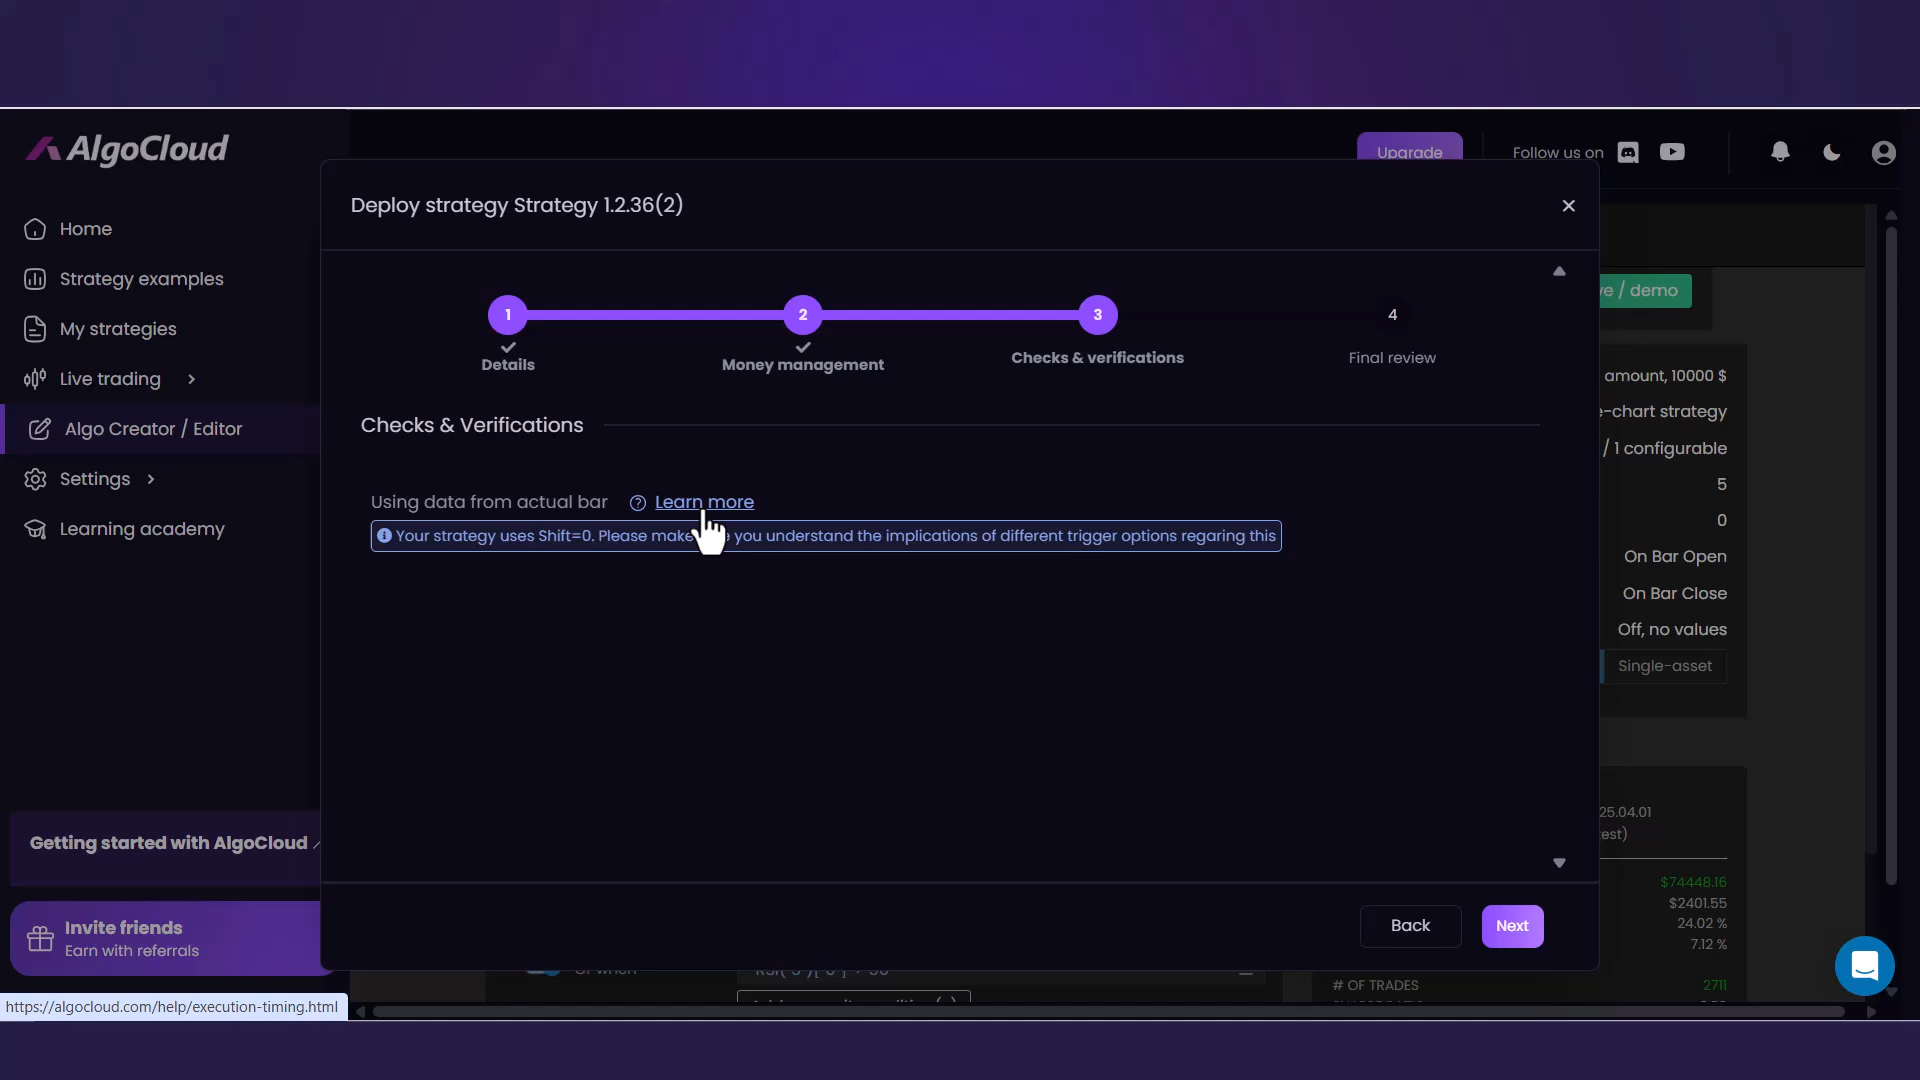 AlgoCloud
Upgrade
Follow us on
Home
Strategy examples
My strategies
Live trading
Algo Creator / Editor
Settings
Learning academy
Getting started with AlgoCloud
Invite friends
Earn with referrals
https://algocloud.com/help/execution-timing.html
Deploy strategy Strategy 1.2.36(2)
1
2
3
4
Details
Money management
Checks & verifications
Final review
Checks & Verifications
Using data from actual bar Learn more
Your strategy uses Shift=0. Please make you understand the implications of different trigger options regaring this
Back
Next
/ demo
amount, 10000 $
-chart strategy
/ 1 configurable
5
0
On Bar Open
On Bar Close
Off, no values
Single-asset
25.04.01
$74448.16
$2401.55
24.02 %
7.12 %
# OF TRADES 2711